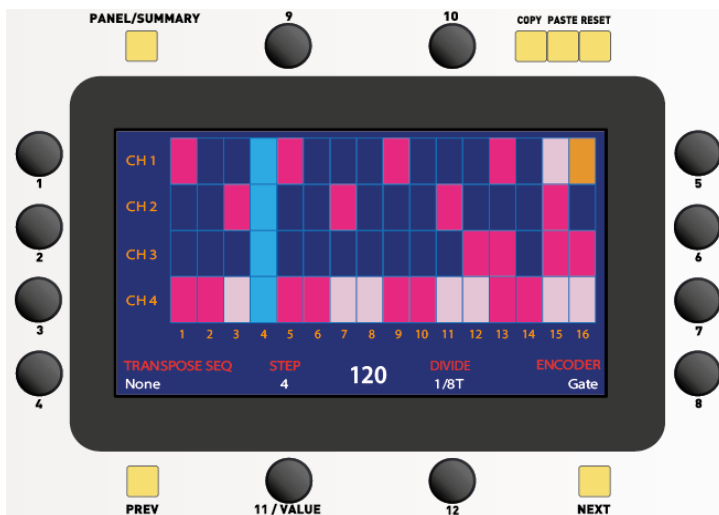 PANEL/SUMMARY 9 10 COPY PASTE RESET
CH 1
1 5
CH 2
2 6
CH 3
3 7
CH 4
1 2 3 4 5 6 7 8 9 10 11 12 13 14 15 16
TRANSPOSE SEQ STEP 120 DIVIDE ENCODER
None 4 1/8T Gate
4 8
PREV 11 / VALUE 12 NEXT